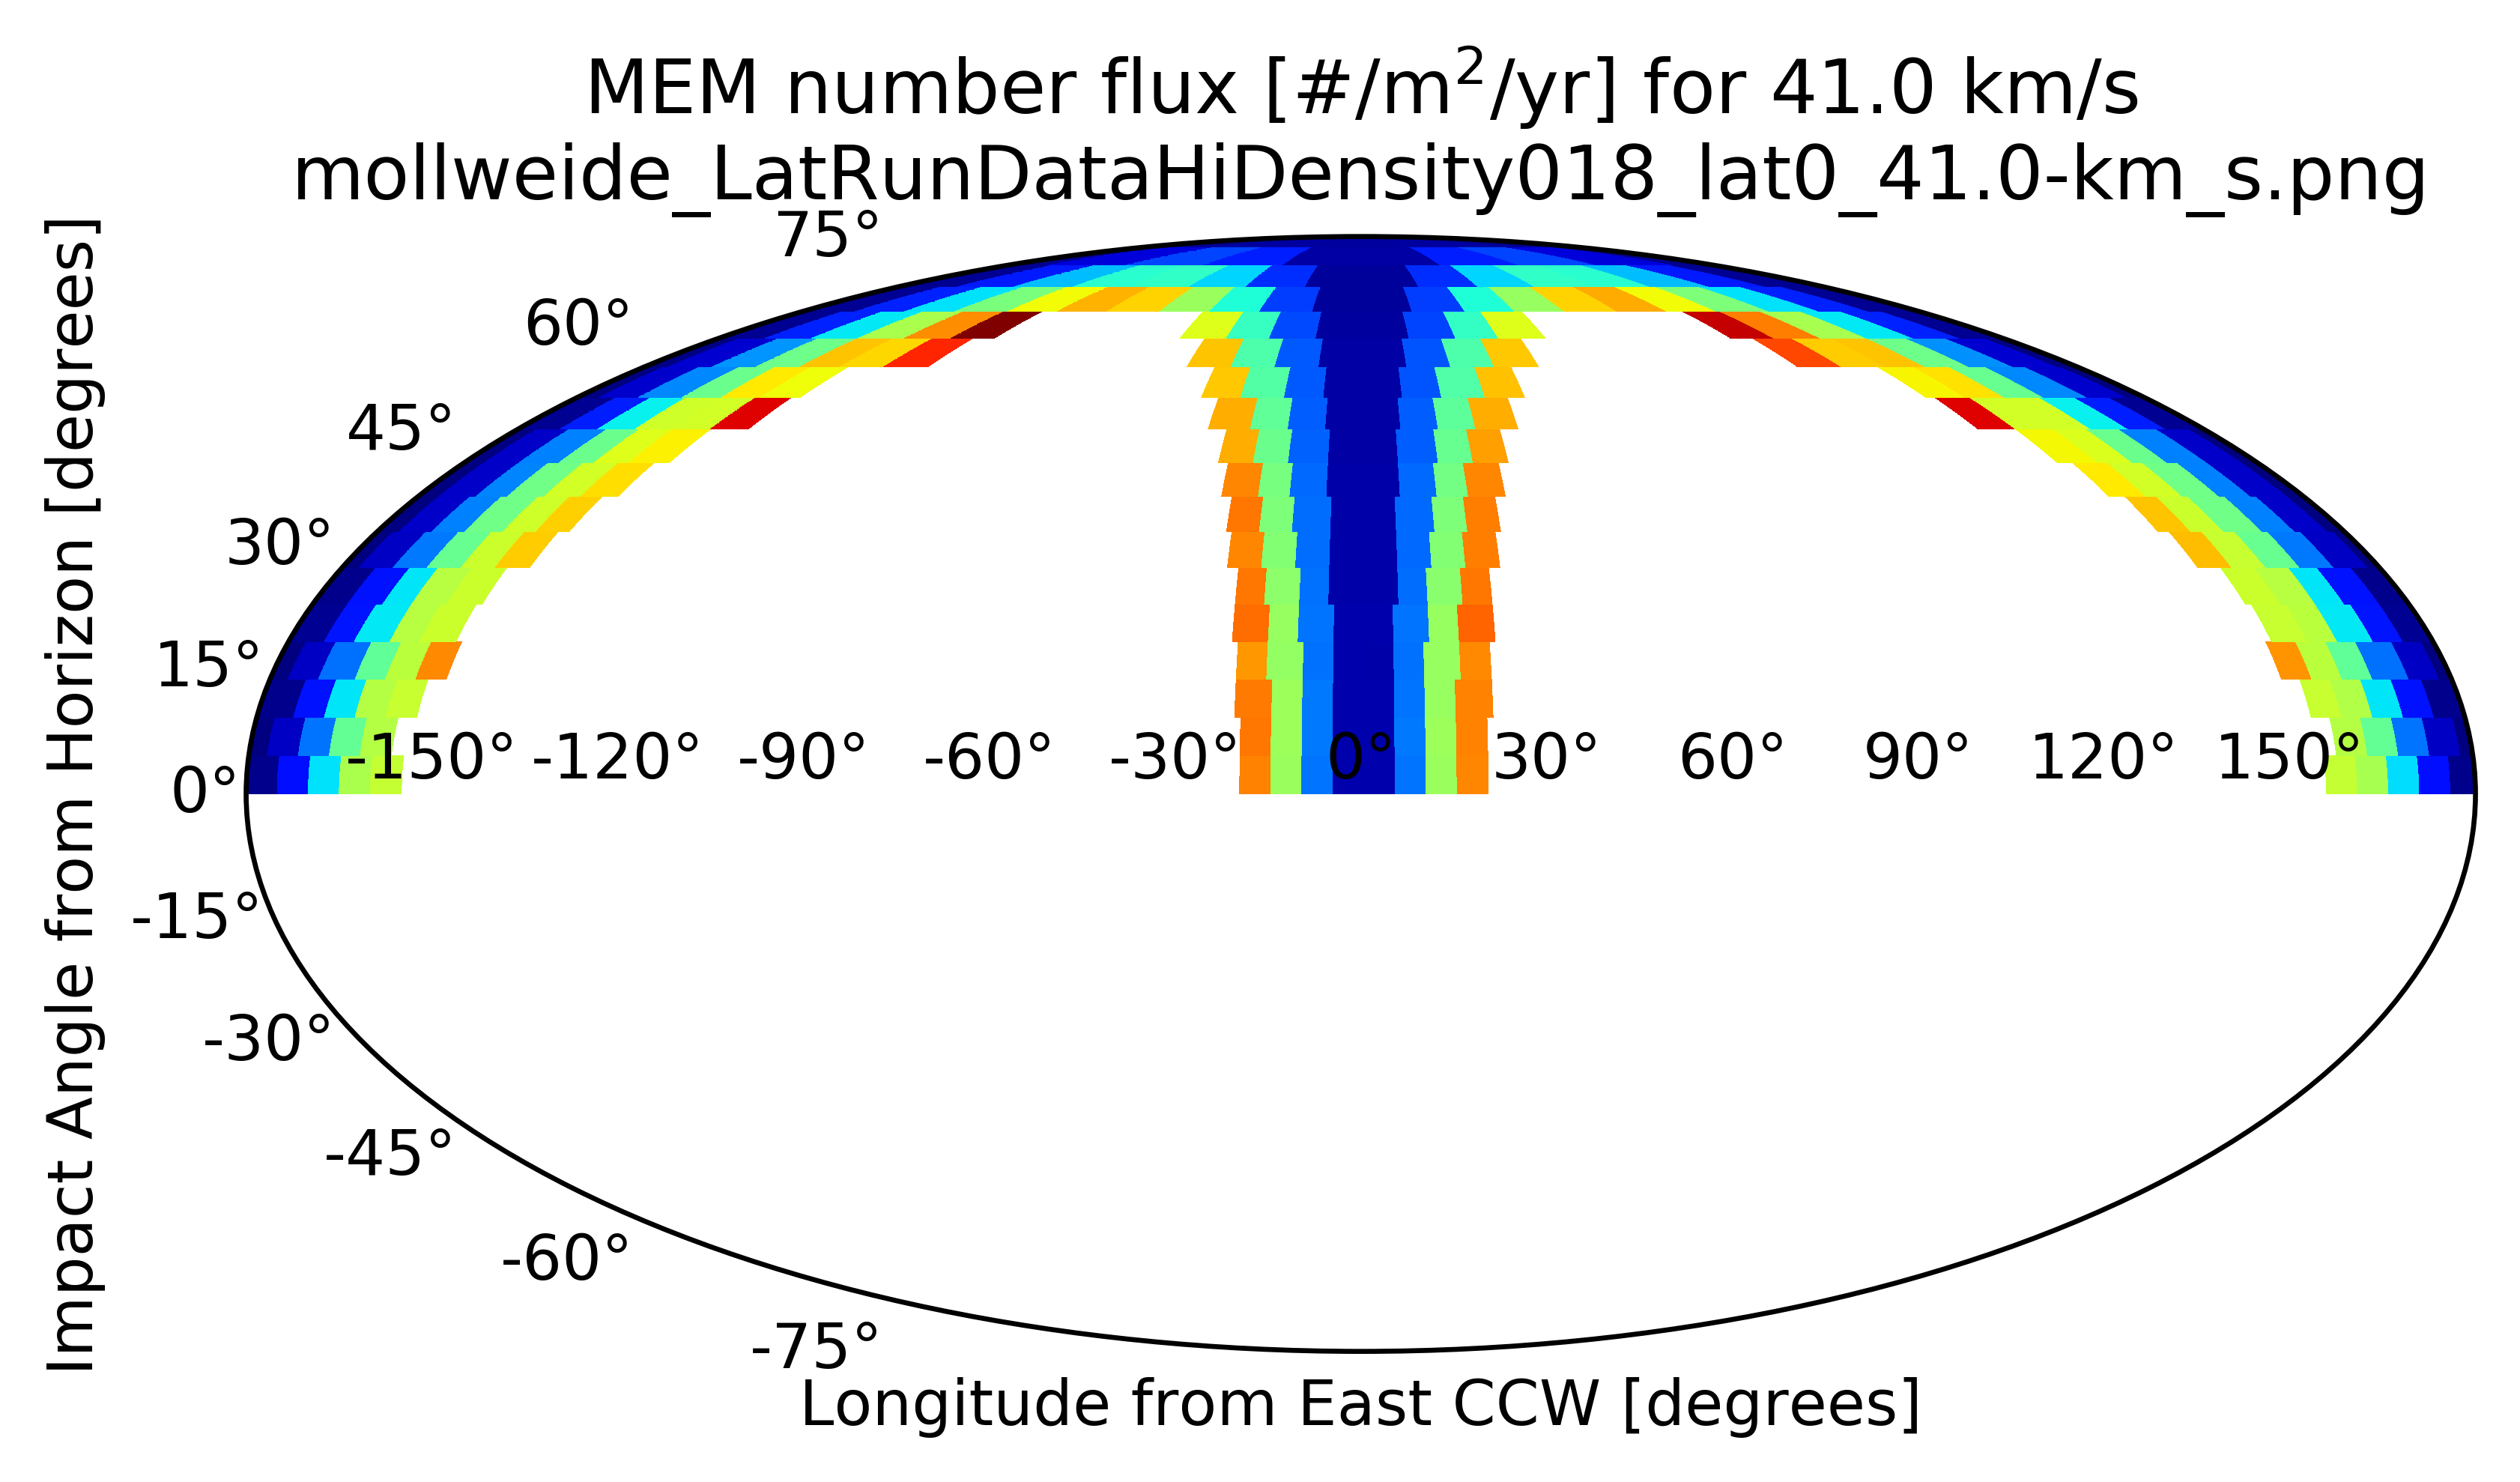 MEM number flux [#/m²/yr] for 41.0 km/s
mollweide_LatRunDataHiDensity018_lat0_41.0-km_s.png
75°
60°
45°
30°
15°
0°
-15°
-30°
-45°
-60°
-75°
-150° -120° -90° -60° -30° 0° 30° 60° 90° 120° 150°
Impact Angle from Horizon [degrees]
Longitude from East CCW [degrees]